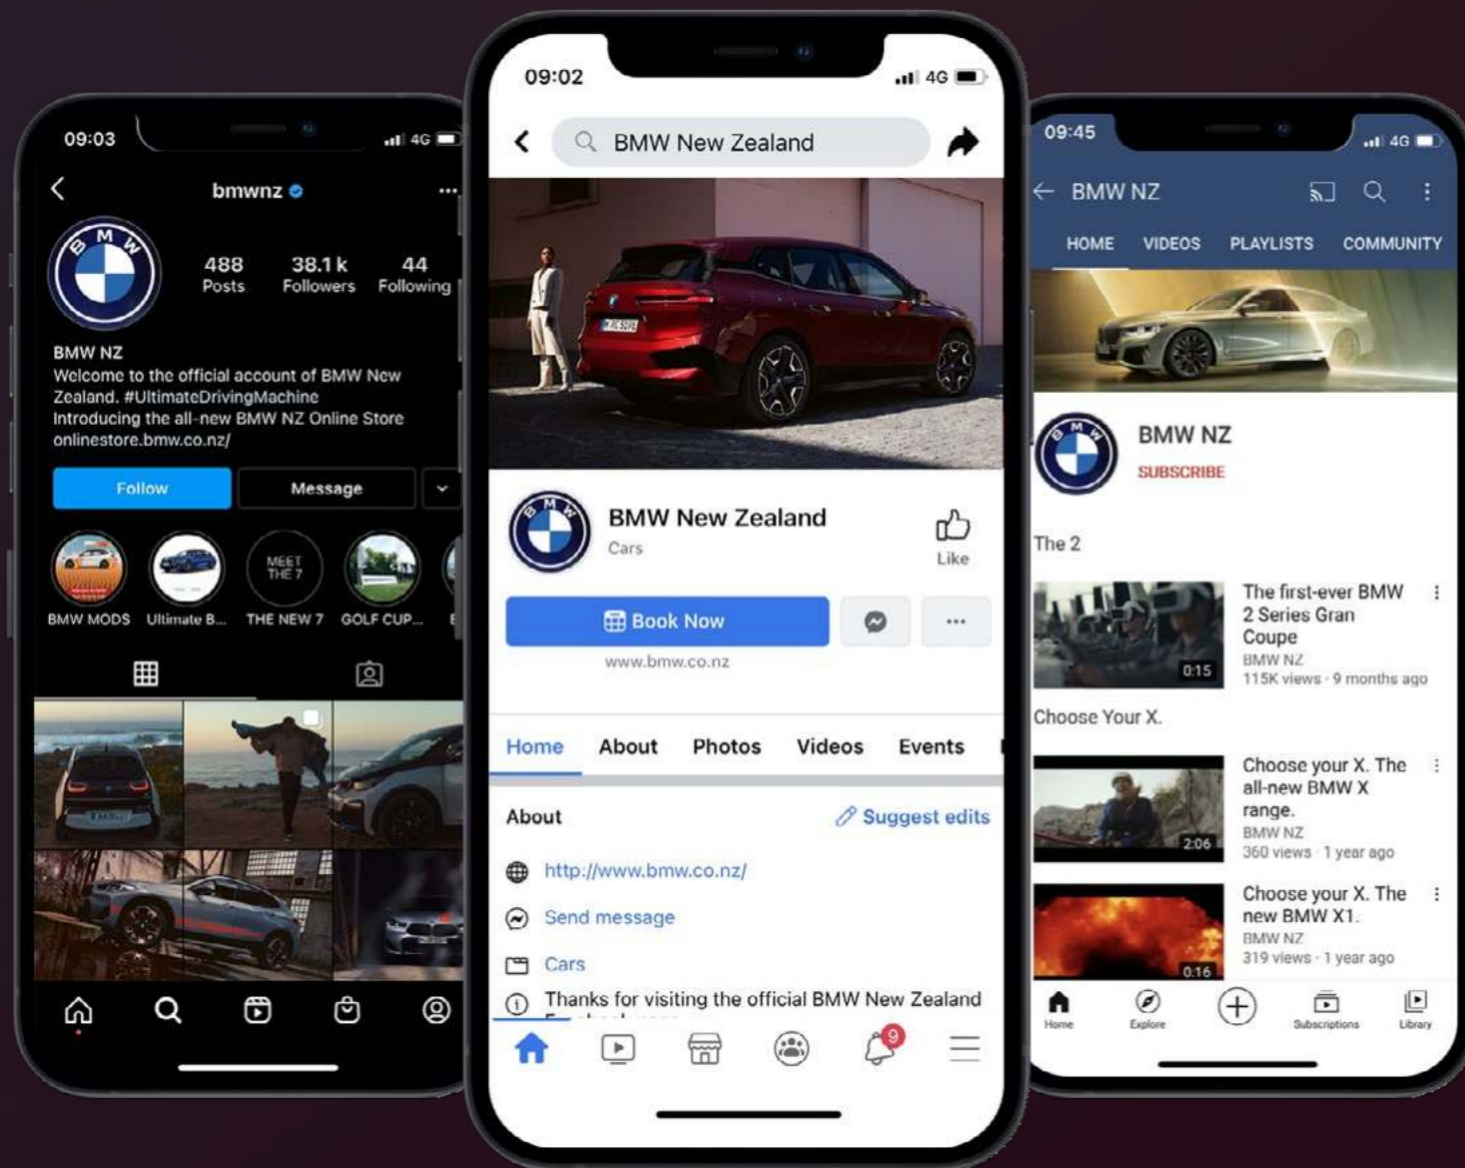 09:03
4G
bmwnz
BMW
488
Posts
38.1 k
Followers
44
Following
BMW NZ
Welcome to the official account of BMW New
Zealand. #UltimateDrivingMachine
Introducing the all-new BMW NZ Online Store
onlinestore.bmw.co.nz/
Follow
Message
MEET
THE 7
BMW MODS
Ultimate B...
THE NEW 7
GOLF CUP...
09:02
4G
BMW New Zealand
BMW
BMW New Zealand
Cars
Like
Book Now
www.bmw.co.nz
Home
About
Photos
Videos
Events
About
Suggest edits
http://www.bmw.co.nz/
Send message
Cars
Thanks for visiting the official BMW New Zealand
9
09:45
4G
BMW NZ
HOME
VIDEOS
PLAYLISTS
COMMUNITY
BMW
BMW NZ
SUBSCRIBE
The 2
0:15
The first-ever BMW
2 Series Gran
Coupe
BMW NZ
115K views · 9 months ago
Choose Your X.
2:06
Choose your X. The
all-new BMW X
range.
BMW NZ
360 views · 1 year ago
0:16
Choose your X. The
new BMW X1.
BMW NZ
319 views · 1 year ago
Home
Explore
Subscriptions
Library